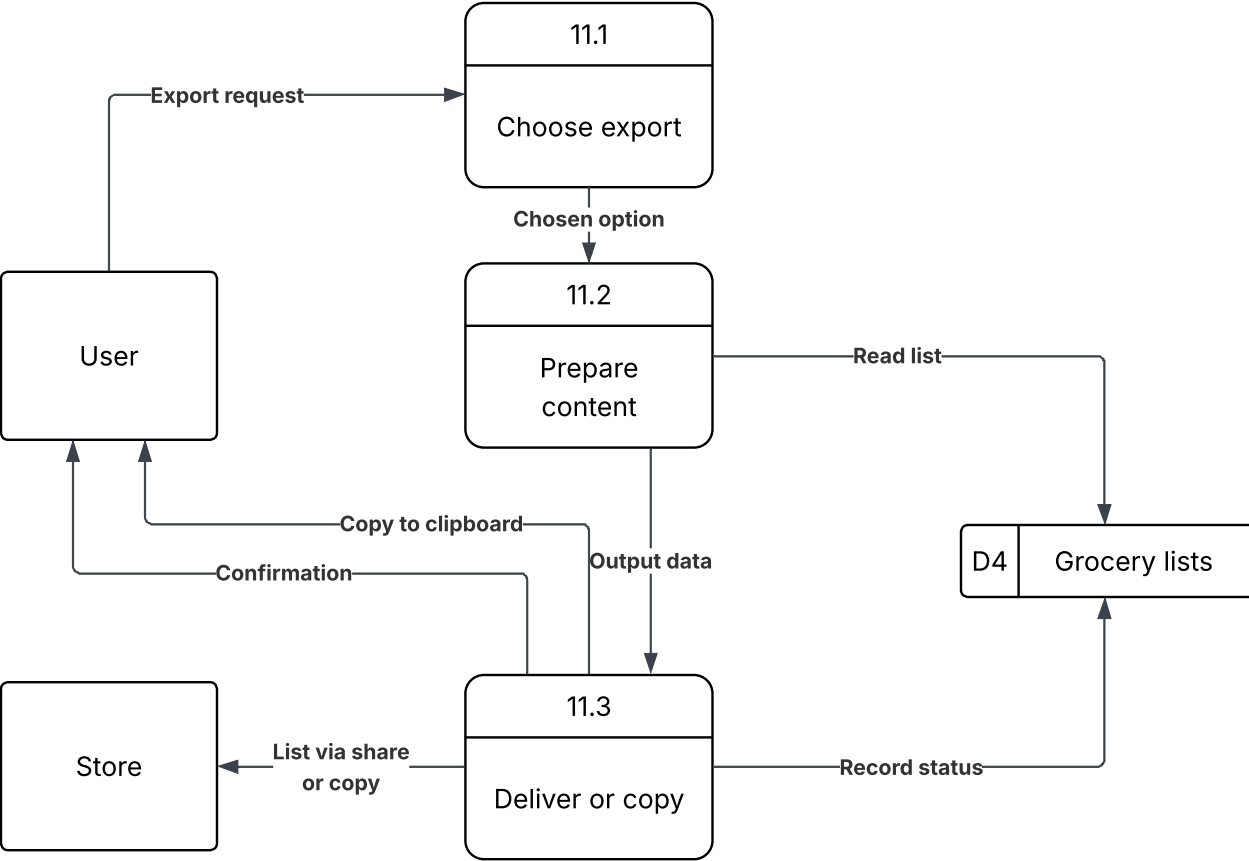 11.1
Export request
Choose export
Chosen option
11.2
User
Prepare
content
Read list
Copy to clipboard
Output data
D4
Grocery lists
Confirmation
11.3
Store
List via share
or copy
Record status
Deliver or copy